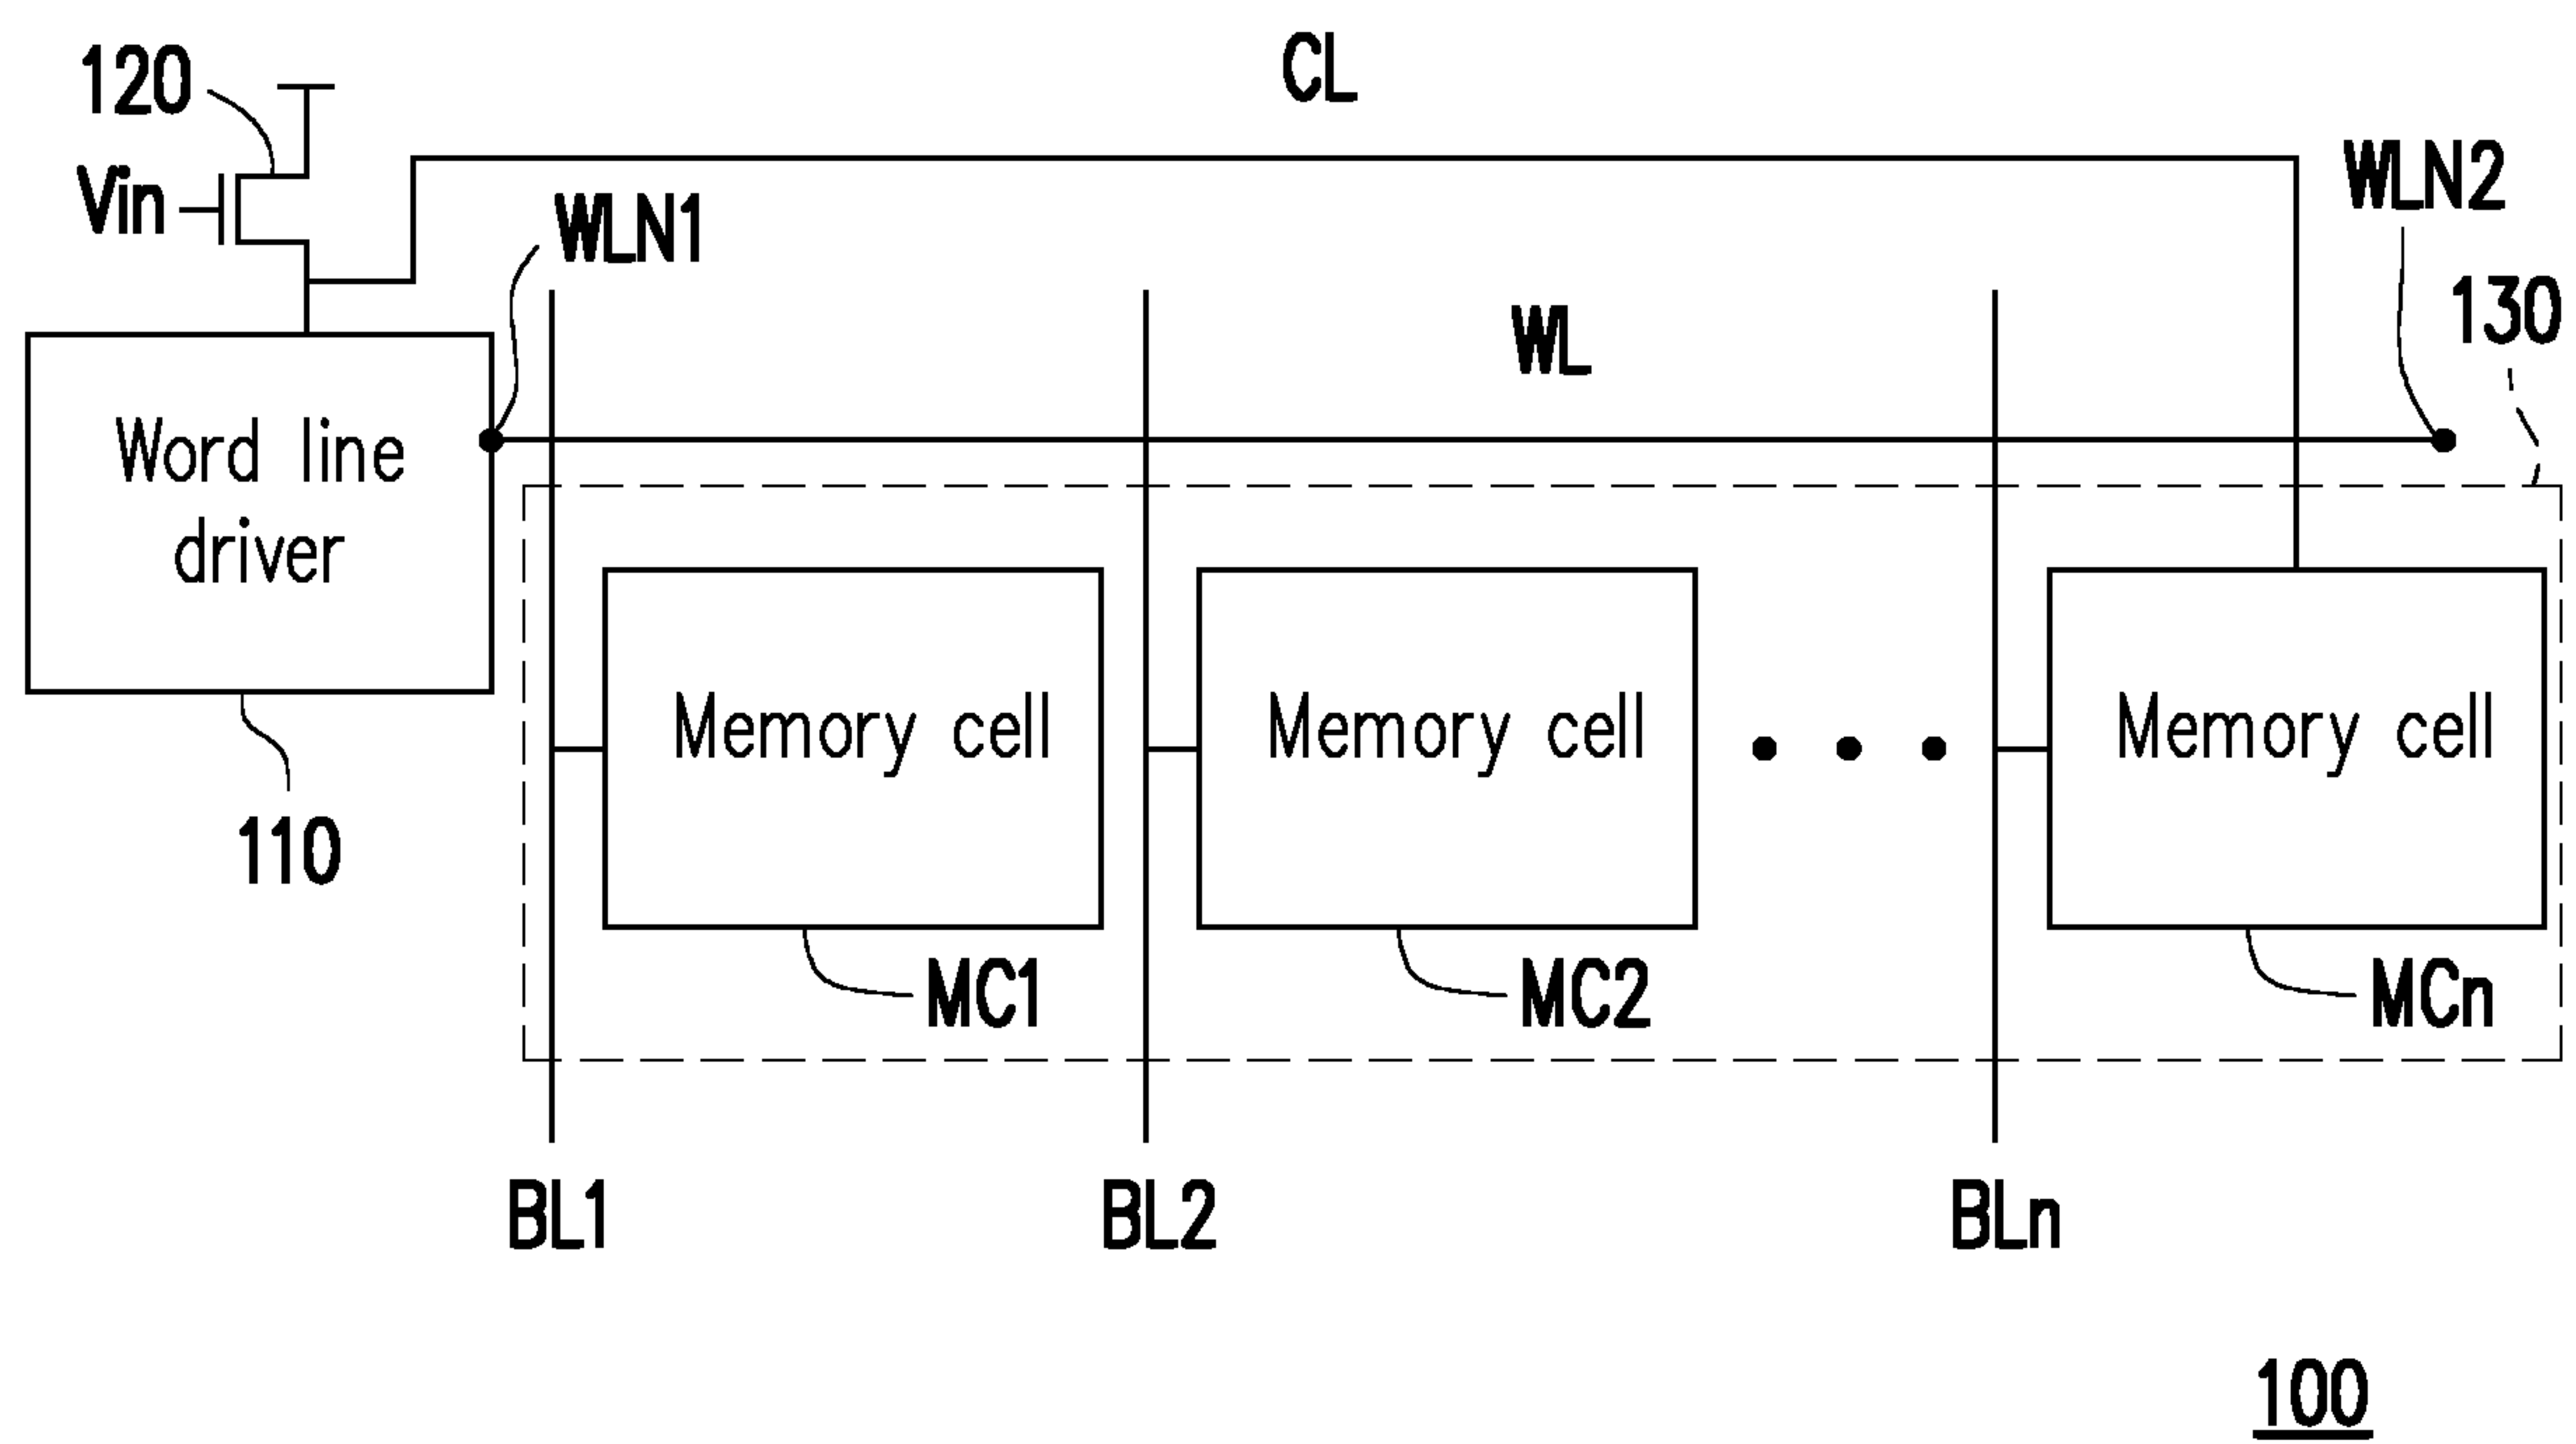 CL
120
Vin
WLN1
WLN2
130
WL
Word line
driver
110
Memory cell
Memory cell
Memory cell
MC1
MC2
MCn
BL1
BL2
BLn
100